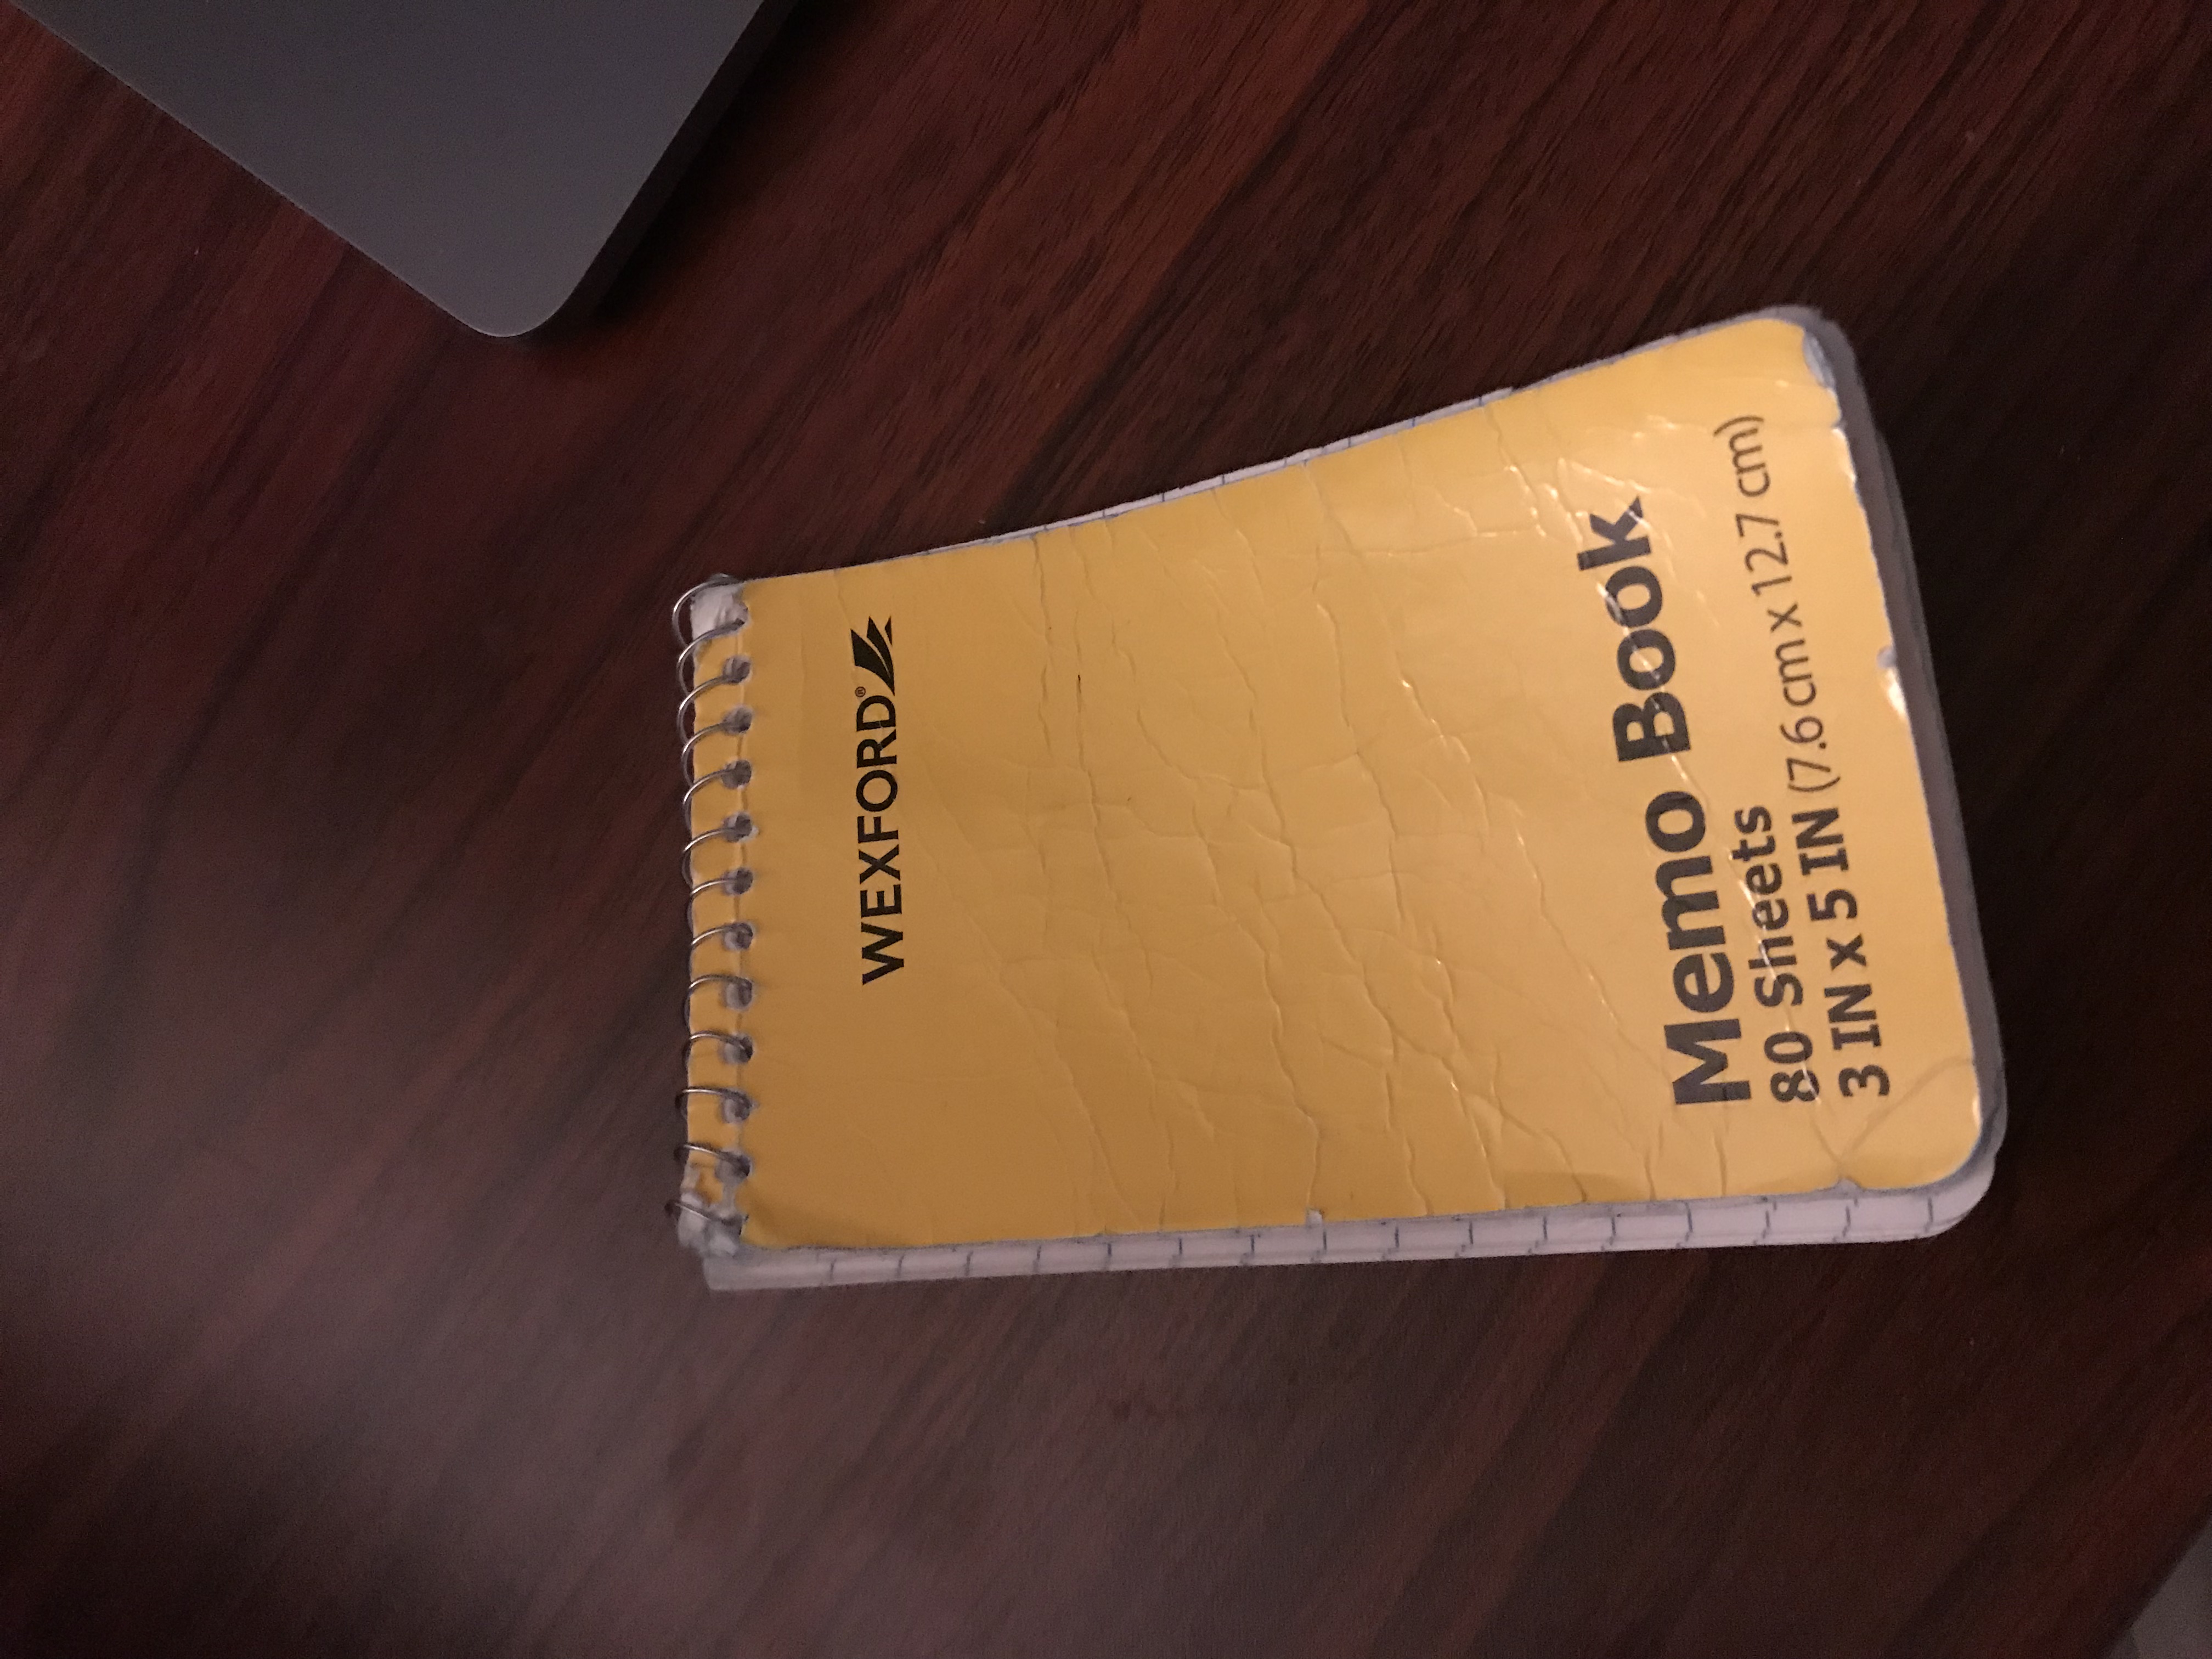 WEXFORD®
Memo Book
80 Sheets
3 IN x 5 IN (7.6 cm x 12.7 cm)